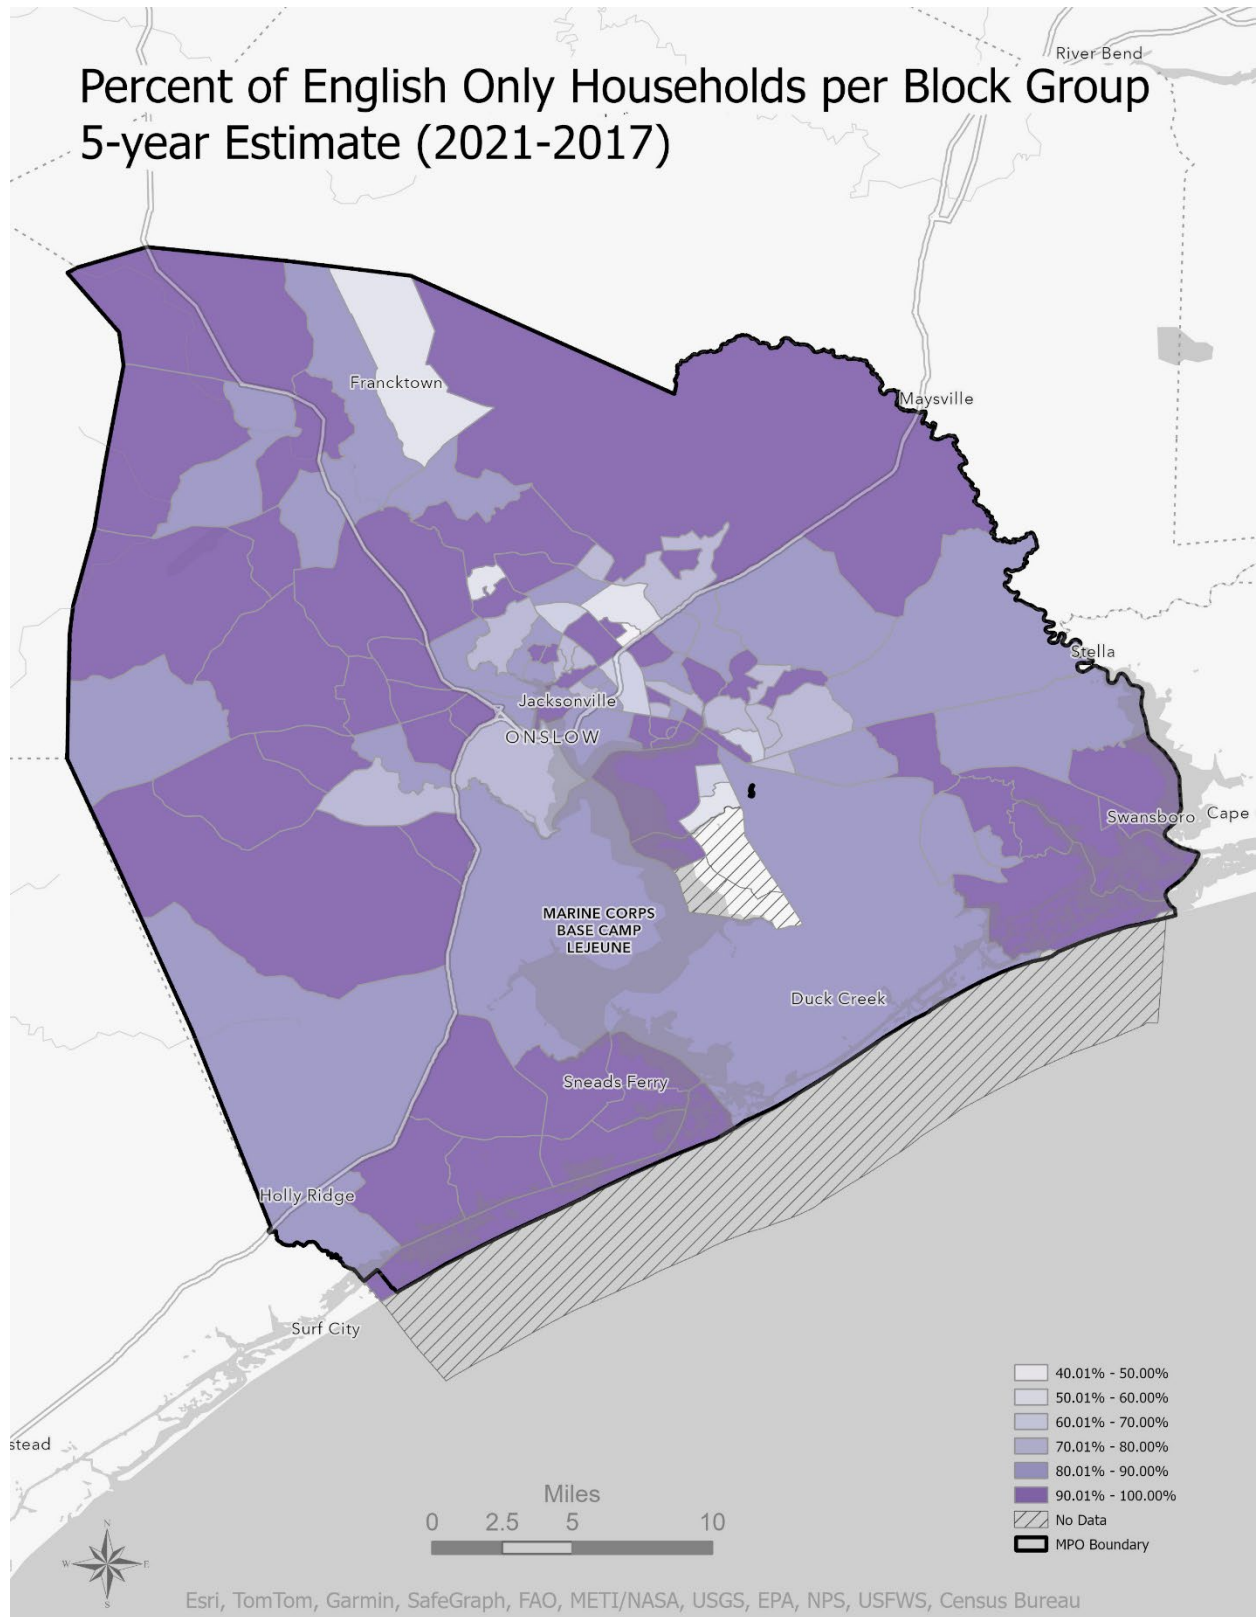 River Bend
Percent of English Only Households per Block Group
5-year Estimate (2021-2017)
Francktown
Maysville
Stella
Jacksonville
ONSLOW
Swansboro
Cape
MARINE CORPS
BASE CAMP
LEJEUNE
Duck Creek
Sneads Ferry
Holly Ridge
Surf City
stead
40.01% - 50.00%
50.01% - 60.00%
60.01% - 70.00%
70.01% - 80.00%
80.01% - 90.00%
90.01% - 100.00%
No Data
MPO Boundary
Miles
0 2.5 5 10
N
W E
S
Esri, TomTom, Garmin, SafeGraph, FAO, METI/NASA, USGS, EPA, NPS, USFWS, Census Bureau